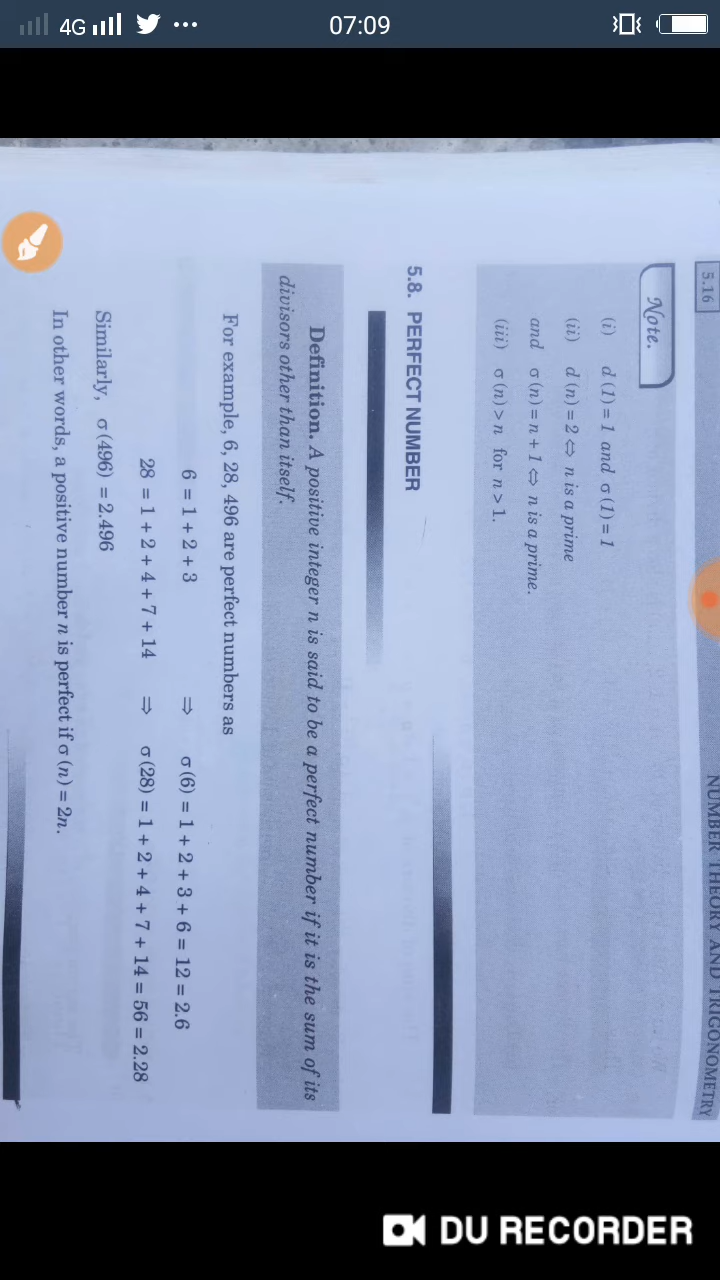 4G
07:09
5.16
NUMBER THEORY AND TRIGONOMETRY
Note.
(i) d (1) = 1 and σ (1) = 1
(ii) d (n) = 2 ⇔ n is a prime
and σ (n) = n + 1 ⇔ n is a prime.
(iii) σ (n) > n for n > 1.
5.8. PERFECT NUMBER
Definition. A positive integer n is said to be a perfect number if it is the sum of its
divisors other than itself.
For example, 6, 28, 496 are perfect numbers as
6 = 1 + 2 + 3 ⇒ σ (6) = 1 + 2 + 3 + 6 = 12 = 2.6
28 = 1 + 2 + 4 + 7 + 14 ⇒ σ (28) = 1 + 2 + 4 + 7 + 14 = 56 = 2.28
Similarly, σ (496) = 2.496
In other words, a positive number n is perfect if σ (n) = 2n.
DU RECORDER